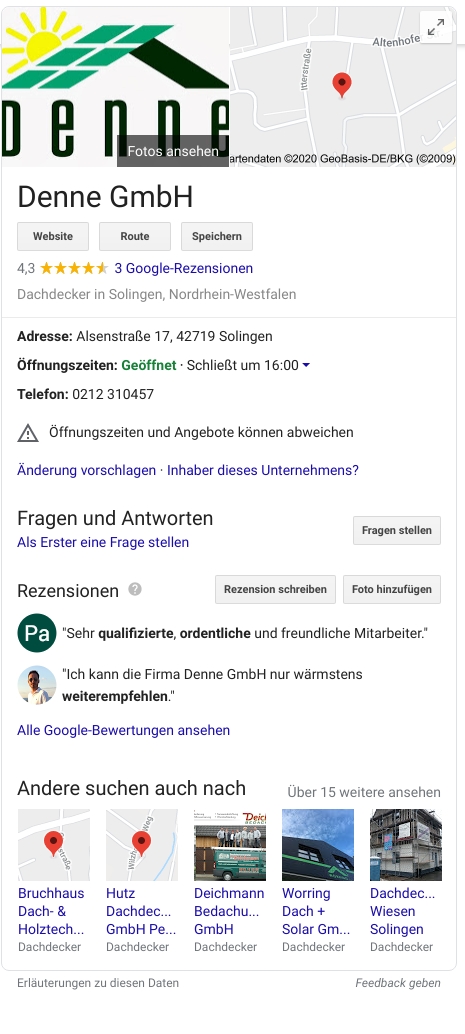 Denne
Fotos ansehen
Itterstraße
Altenhofe
artendaten ©2020 GeoBasis-DE/BKG (©2009)
Denne GmbH
Website Route Speichern
4,3 3 Google-Rezensionen
Dachdecker in Solingen, Nordrhein-Westfalen
Adresse: Alsenstraße 17, 42719 Solingen
Öffnungszeiten: Geöffnet · Schließt um 16:00
Telefon: 0212 310457
Öffnungszeiten und Angebote können abweichen
Änderung vorschlagen · Inhaber dieses Unternehmens?
Fragen und Antworten
Fragen stellen
Als Erster eine Frage stellen
Rezensionen ? Rezension schreiben Foto hinzufügen
Pa "Sehr qualifizierte, ordentliche und freundliche Mitarbeiter."
"Ich kann die Firma Denne GmbH nur wärmstens
weiterempfehlen."
Alle Google-Bewertungen ansehen
Andere suchen auch nach Über 15 weitere ansehen
Bruchhaus
Dach- &
Holztech...
Dachdecker
Hutz
Dachdec...
GmbH Pe...
Dachdecker
Deichmann
Bedachu...
GmbH
Dachdecker
Worring
Dach +
Solar Gm...
Dachdecker
Dachdec...
Wiesen
Solingen
Dachdecker
Erläuterungen zu diesen Daten Feedback geben